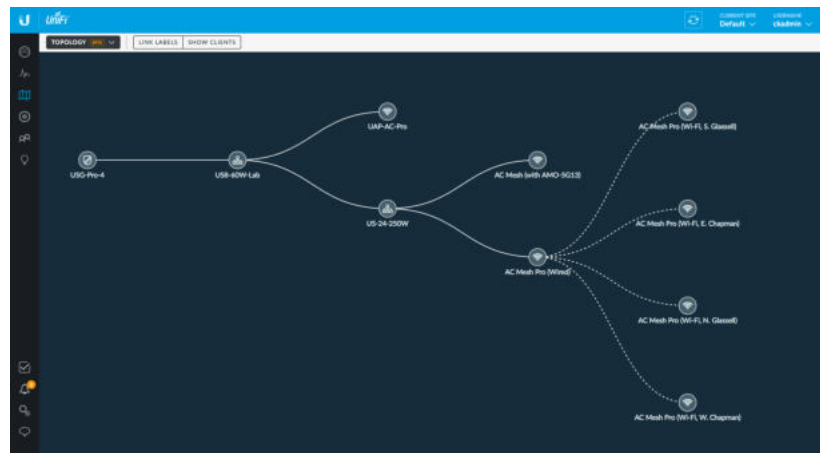 U UniFi CURRENT SITE USERNAME
Default ckadmin
TOPOLOGY BETA LINK LABELS SHOW CLIENTS
UAP-AC-Pro
AC Mesh Pro (Wi-Fi, S. Glassell)
USG-Pro-4
US8-60W-Lab
AC Mesh (with AMO-5G13)
US-24-250W
AC Mesh Pro (Wi-Fi, E. Chapman)
AC Mesh Pro (Wired)
AC Mesh Pro (Wi-Fi, N. Glassell)
AC Mesh Pro (Wi-Fi, W. Chapman)